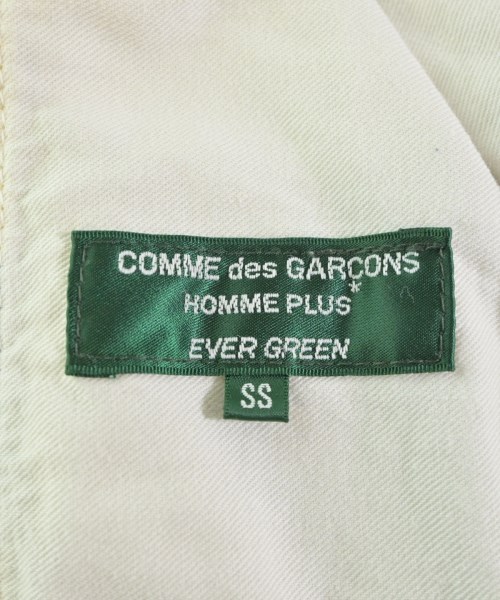 COMME des GARCONS
HOMME PLUS*
EVER GREEN
SS